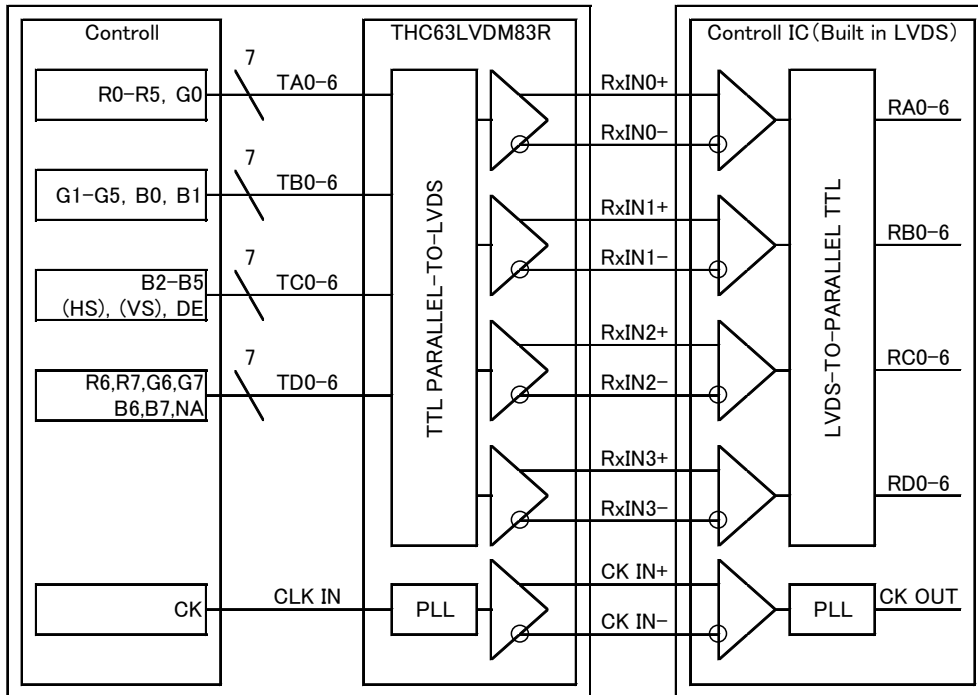 Controll
THC63LVDM83R
Controll IC(Built in LVDS)
R0-R5, G0
7
TA0-6
RxIN0+
RxIN0-
RA0-6
G1-G5, B0, B1
7
TB0-6
RxIN1+
RxIN1-
RB0-6
B2-B5
(HS), (VS), DE
7
TC0-6
RxIN2+
RxIN2-
RC0-6
R6,R7,G6,G7
B6,B7,NA
7
TD0-6
RxIN3+
RxIN3-
RD0-6
TTL PARALLEL-TO-LVDS
LVDS-TO-PARALLEL TTL
CK
CLK IN
PLL
CK IN+
CK IN-
PLL
CK OUT